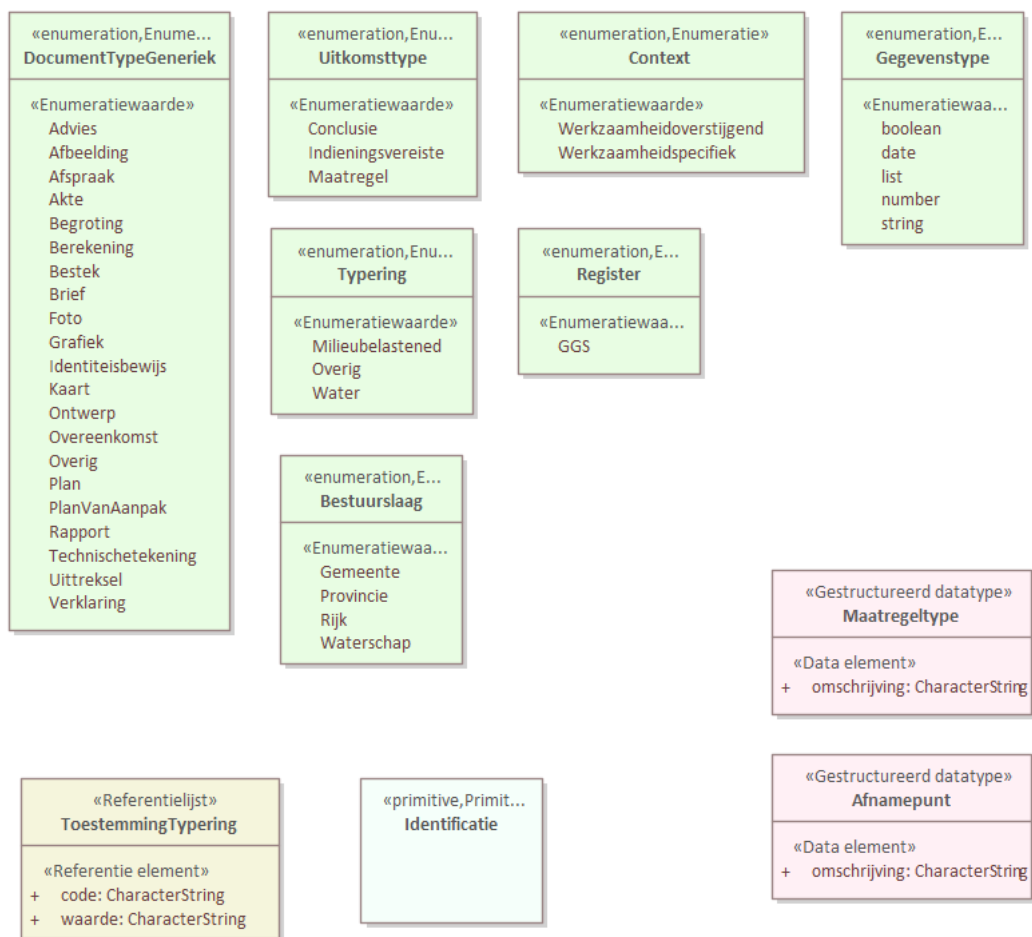 «enumeration,Enume...
DocumentTypeGeneriek
«Enumeratiewaarde»
Advies
Afbeelding
Afspraak
Akte
Begroting
Berekening
Bestek
Brief
Foto
Grafiek
Identiteisbewijs
Kaart
Ontwerp
Overeenkomst
Overig
Plan
PlanVanAanpak
Rapport
Technischetekening
Uittreksel
Verklaring
«enumeration,Enu...
Uitkomsttype
«Enumeratiewaarde»
Conclusie
Indieningsvereiste
Maatregel
«enumeration,Enumeratie»
Context
«Enumeratiewaarde»
Werkzaamheidoverstijgend
Werkzaamheidspecifiek
«enumeration,E...
Gegevenstype
«Enumeratiewaa...
boolean
date
list
number
string
«enumeration,Enu...
Typering
«Enumeratiewaarde»
Milieubelastened
Overig
Water
«enumeration,E...
Register
«Enumeratiewaa...
GGS
«enumeration,E...
Bestuurslaag
«Enumeratiewaa...
Gemeente
Provincie
Rijk
Waterschap
«Gestructureerd datatype»
Maatregeltype
«Data element»
+ omschrijving: CharacterString
«Gestructureerd datatype»
Afnamepunt
«Data element»
+ omschrijving: CharacterString
«Referentielijst»
ToestemmingTypering
«Referentie element»
+ code: CharacterString
+ waarde: CharacterString
«primitive,Primit...
Identificatie